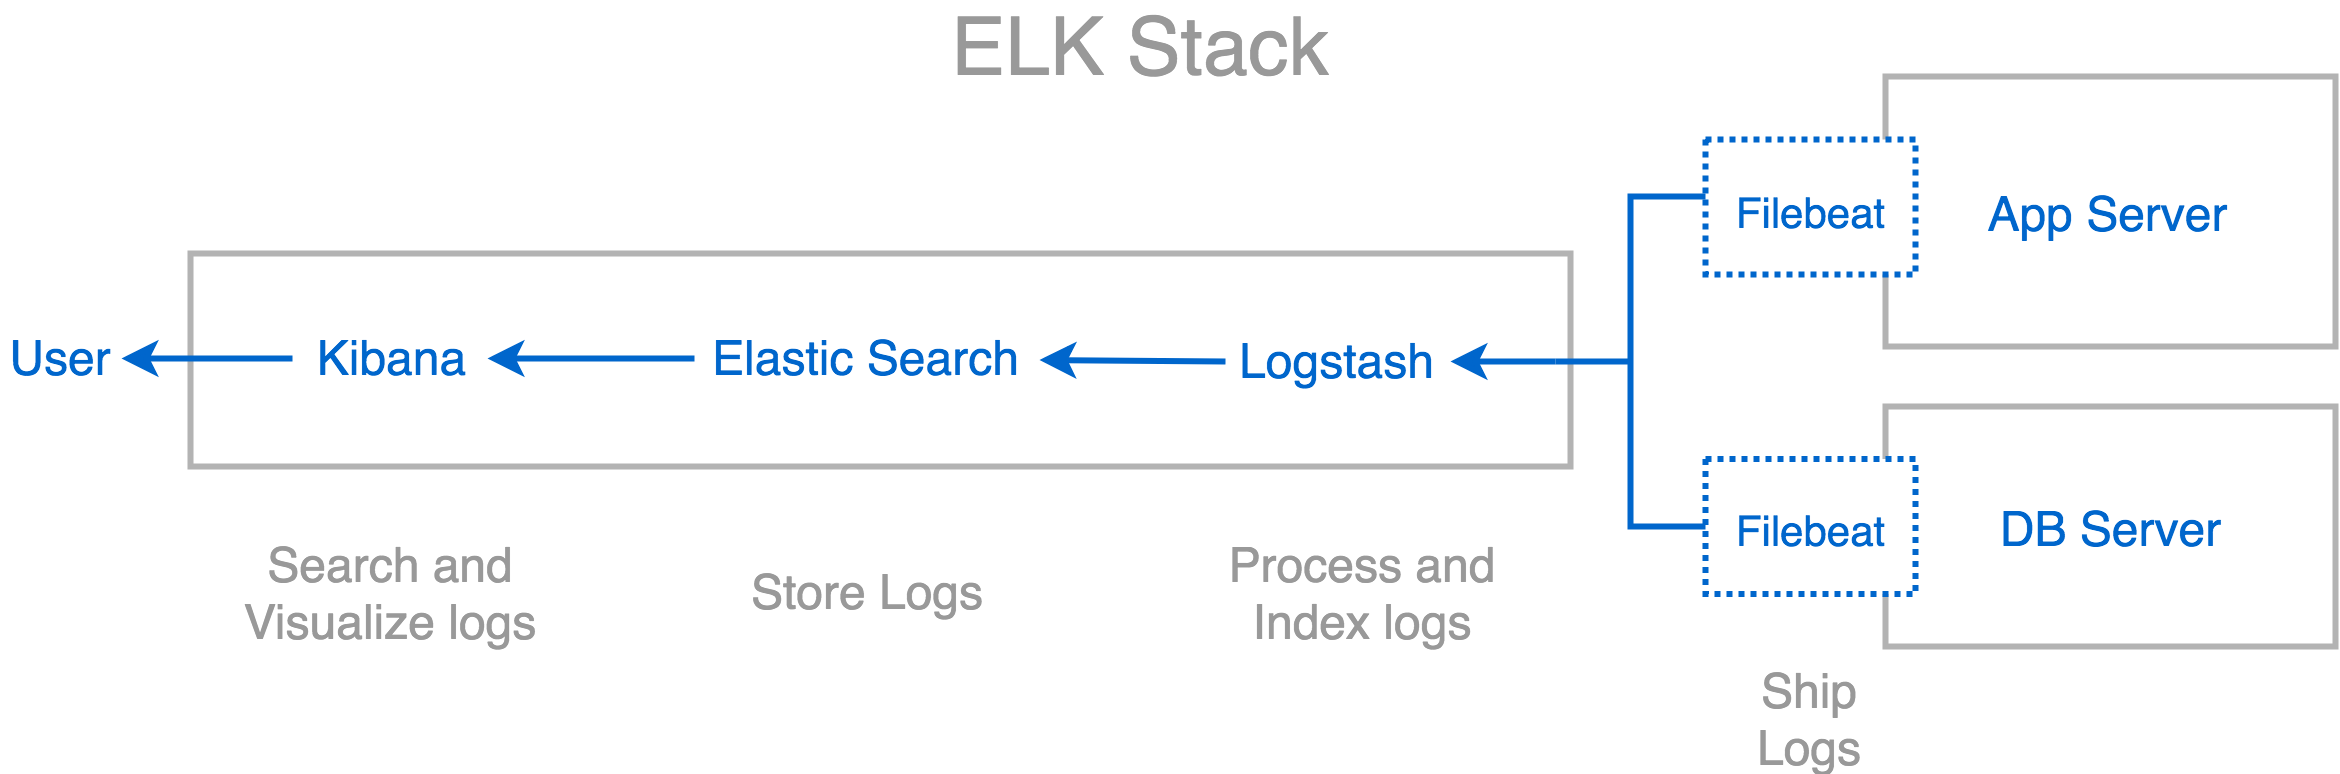 ELK Stack
Filebeat
App Server
User
Kibana
Elastic Search
Logstash
Filebeat
DB Server
Search and
Visualize logs
Store Logs
Process and
Index logs
Ship
Logs